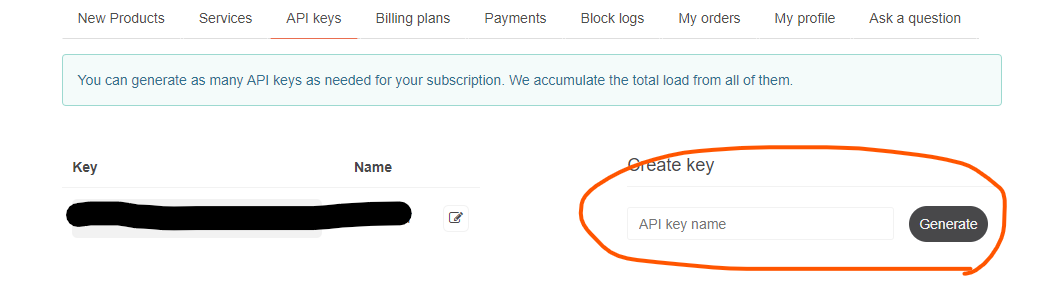 New Products Services API keys Billing plans Payments Block logs My orders My profile Ask a question
You can generate as many API keys as needed for your subscription. We accumulate the total load from all of them.
Key Name
Create key
API key name Generate